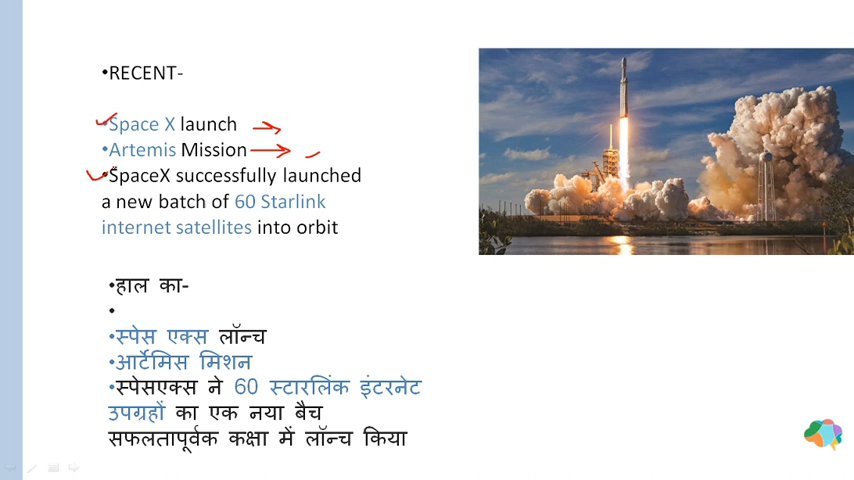 •RECENT-
•Space X launch
•Artemis Mission
•SpaceX successfully launched
a new batch of 60 Starlink
internet satellites into orbit
•हाल का-
•
•स्पेस एक्स लॉन्च
•आर्टेमिस मिशन
•स्पेसएक्स ने 60 स्टारलिंक इंटरनेट
उपग्रहों का एक नया बैच
सफलतापूर्वक कक्षा में लॉन्च किया